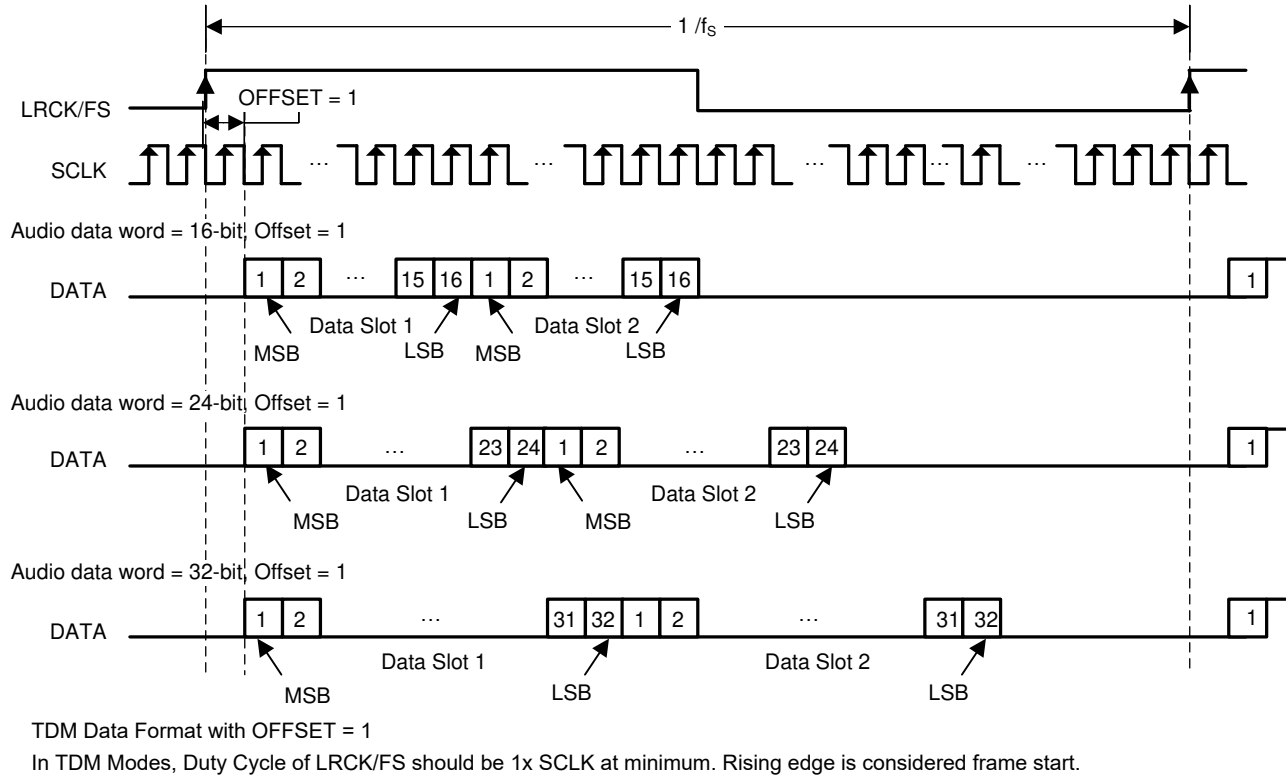 1 /fS
LRCK/FS
OFFSET = 1
SCLK
... ... ... ... ...
Audio data word = 16-bit, Offset = 1
DATA
1 2 ... 15 16 1 2 ... 15 16 1
Data Slot 1 Data Slot 2
MSB LSB MSB LSB
Audio data word = 24-bit, Offset = 1
DATA
1 2 ... 23 24 1 2 ... 23 24 1
Data Slot 1 Data Slot 2
MSB LSB MSB LSB
Audio data word = 32-bit, Offset = 1
DATA
1 2 ... 31 32 1 2 ... 31 32 1
Data Slot 1 Data Slot 2
MSB LSB LSB
TDM Data Format with OFFSET = 1
In TDM Modes, Duty Cycle of LRCK/FS should be 1x SCLK at minimum. Rising edge is considered frame start.